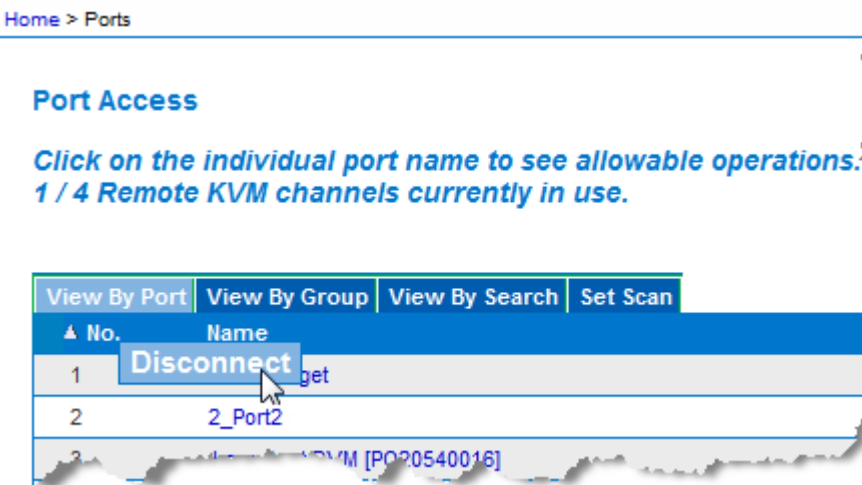 Home > Ports
Port Access
Click on the individual port name to see allowable operations.
1 / 4 Remote KVM channels currently in use.
View By Port View By Group View By Search Set Scan
▲ No. Name
Disconnect
1 get
2 2_Port2
3 [PQ20540016]